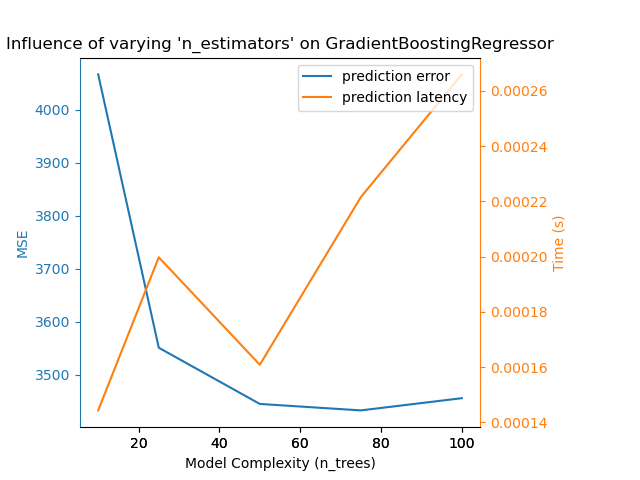 Influence of varying 'n_estimators' on GradientBoostingRegressor
prediction error
prediction latency
4000
3900
3800
3700
3600
3500
MSE
0.00026
0.00024
0.00022
0.00020
0.00018
0.00016
0.00014
Time (s)
20 40 60 80 100
Model Complexity (n_trees)